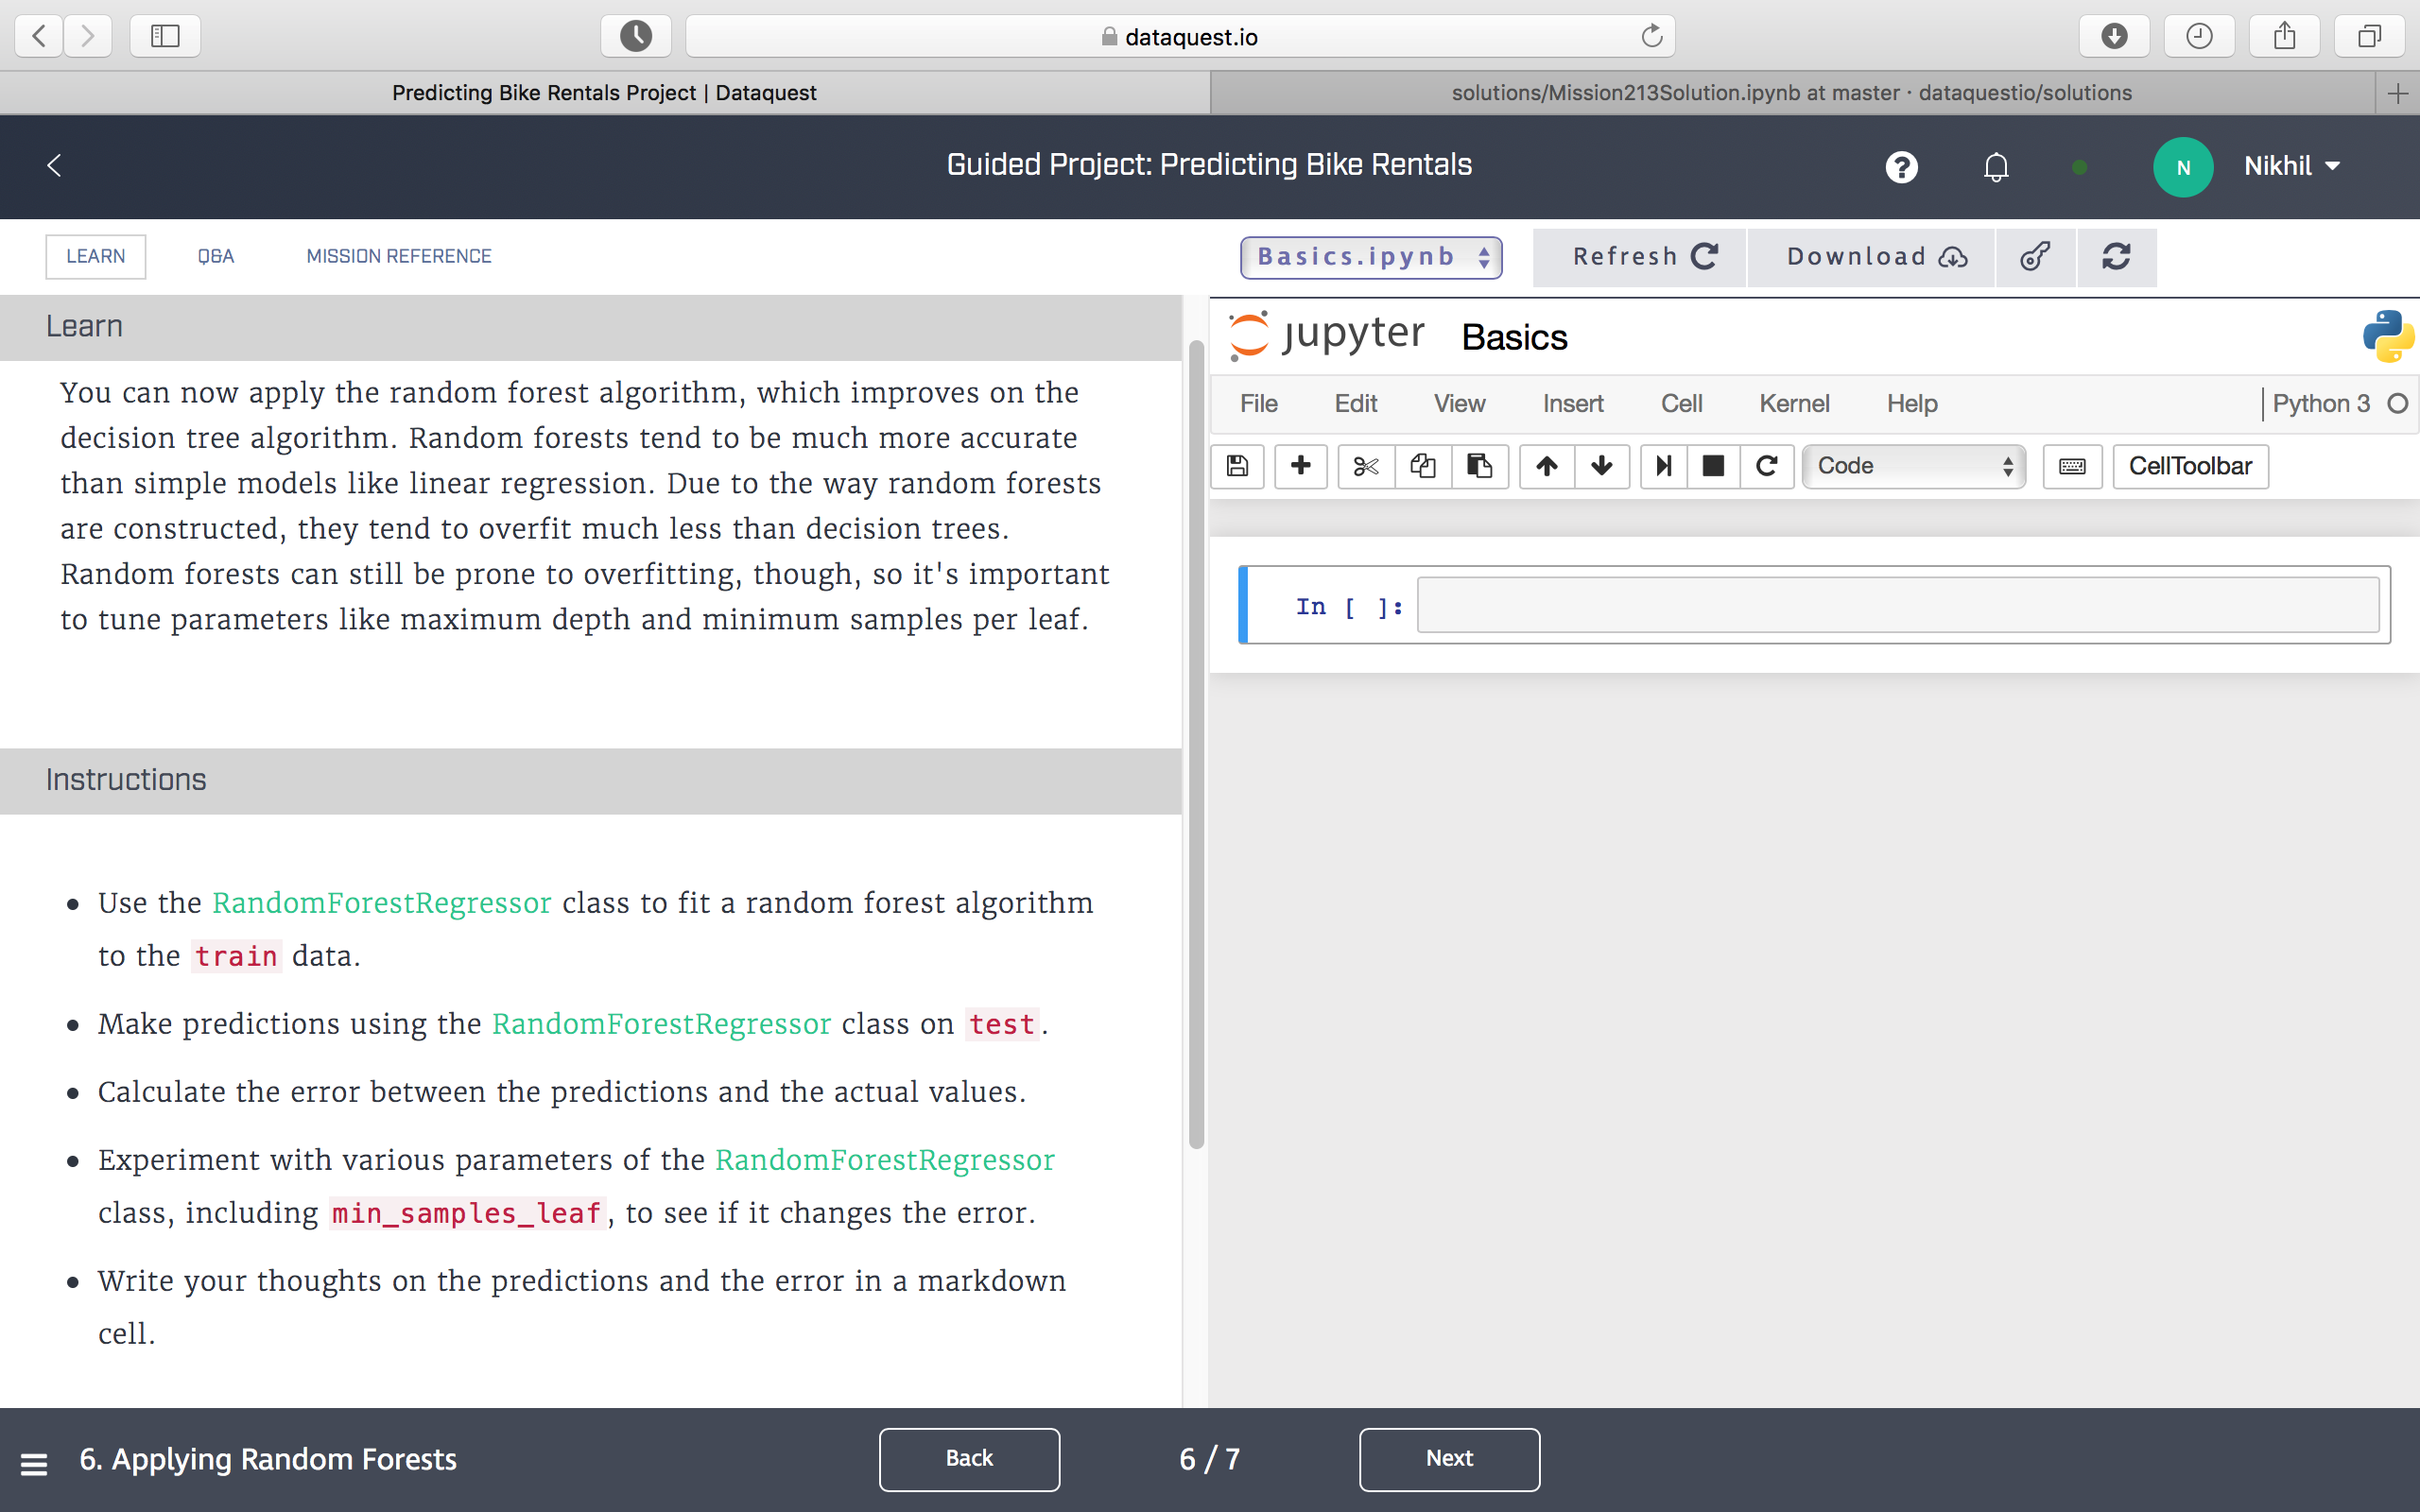 dataquest.io
Predicting Bike Rentals Project | Dataquest
solutions/Mission213Solution.ipynb at master · dataquestio/solutions
Guided Project: Predicting Bike Rentals
N
Nikhil
LEARN
Q&A
MISSION REFERENCE
Basics.ipynb
Refresh
Download
Learn
You can now apply the random forest algorithm, which improves on the
decision tree algorithm. Random forests tend to be much more accurate
than simple models like linear regression. Due to the way random forests
are constructed, they tend to overfit much less than decision trees.
Random forests can still be prone to overfitting, though, so it's important
to tune parameters like maximum depth and minimum samples per leaf.
Instructions
• Use the RandomForestRegressor class to fit a random forest algorithm
to the train data.
• Make predictions using the RandomForestRegressor class on test.
• Calculate the error between the predictions and the actual values.
• Experiment with various parameters of the RandomForestRegressor
class, including min_samples_leaf, to see if it changes the error.
• Write your thoughts on the predictions and the error in a markdown
cell.
jupyter Basics
File Edit View Insert Cell Kernel Help
Python 3
Code
CellToolbar
In [ ]:
6. Applying Random Forests
Back
6 / 7
Next